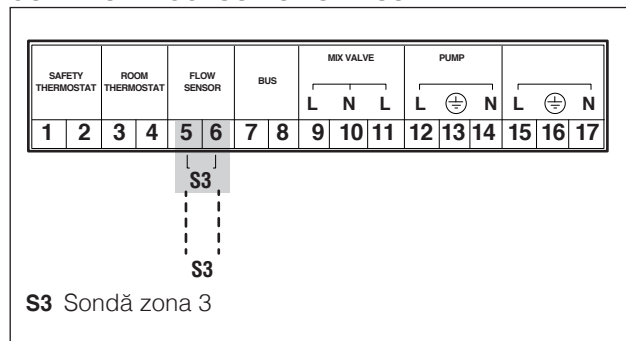 SAFETY THERMOSTAT ROOM THERMOSTAT FLOW SENSOR BUS MIX VALVE PUMP
L N L L N L N
1 2 3 4 5 6 7 8 9 10 11 12 13 14 15 16 17
S3
S3
S3 Sondă zona 3